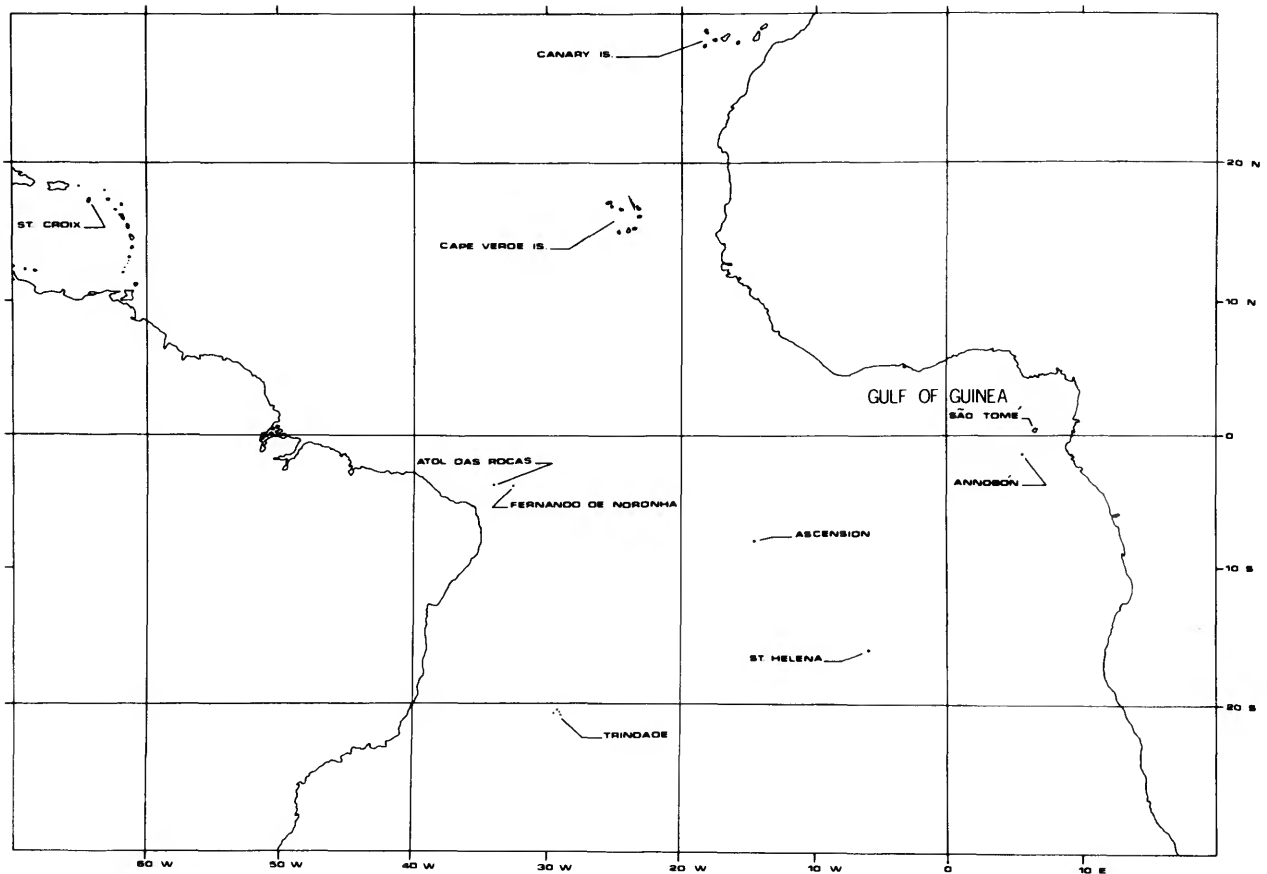 CANARY IS.
20 N
ST. CROIX
CAPE VERDE IS.
10 N
GULF OF GUINEA
SÃO TOMÉ
0
ATOL DAS ROCAS
ANNOBÓN
FERNANDO DE NORONHA
ASCENSION
10 S
ST. HELENA
20 S
TRINDADE
60 W
50 W
40 W
30 W
20 W
10 W
0
10 E